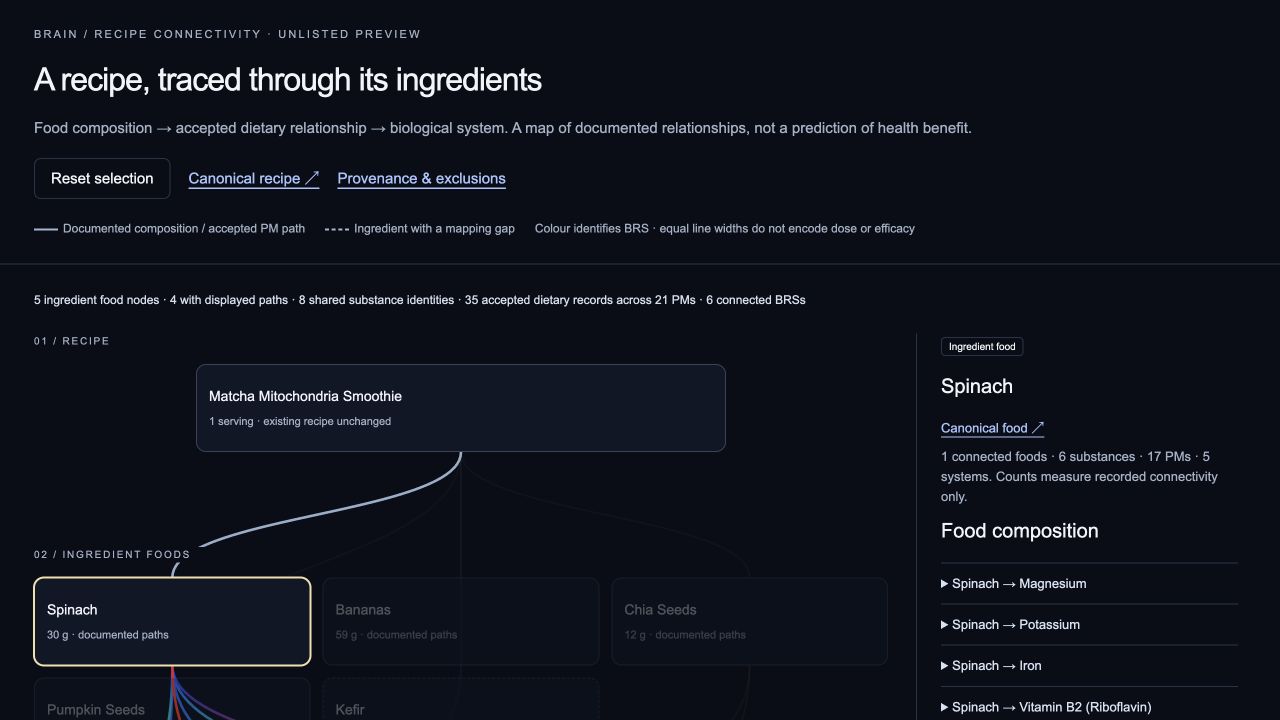 BRAIN / RECIPE CONNECTIVITY · UNLISTED PREVIEW
A recipe, traced through its ingredients
Food composition → accepted dietary relationship → biological system. A map of documented relationships, not a prediction of health benefit.
Reset selection
Canonical recipe ↗
Provenance & exclusions
Documented composition / accepted PM path
Ingredient with a mapping gap
Colour identifies BRS · equal line widths do not encode dose or efficacy
5 ingredient food nodes · 4 with displayed paths · 8 shared substance identities · 35 accepted dietary records across 21 PMs · 6 connected BRSs
01 / RECIPE
Matcha Mitochondria Smoothie
1 serving · existing recipe unchanged
02 / INGREDIENT FOODS
Spinach
30 g · documented paths
Bananas
59 g · documented paths
Chia Seeds
12 g · documented paths
Pumpkin Seeds
Kefir
Ingredient food
Spinach
Canonical food ↗
1 connected foods · 6 substances · 17 PMs · 5
systems. Counts measure recorded connectivity
only.
Food composition
▶ Spinach → Magnesium
▶ Spinach → Potassium
▶ Spinach → Iron
▶ Spinach → Vitamin B2 (Riboflavin)